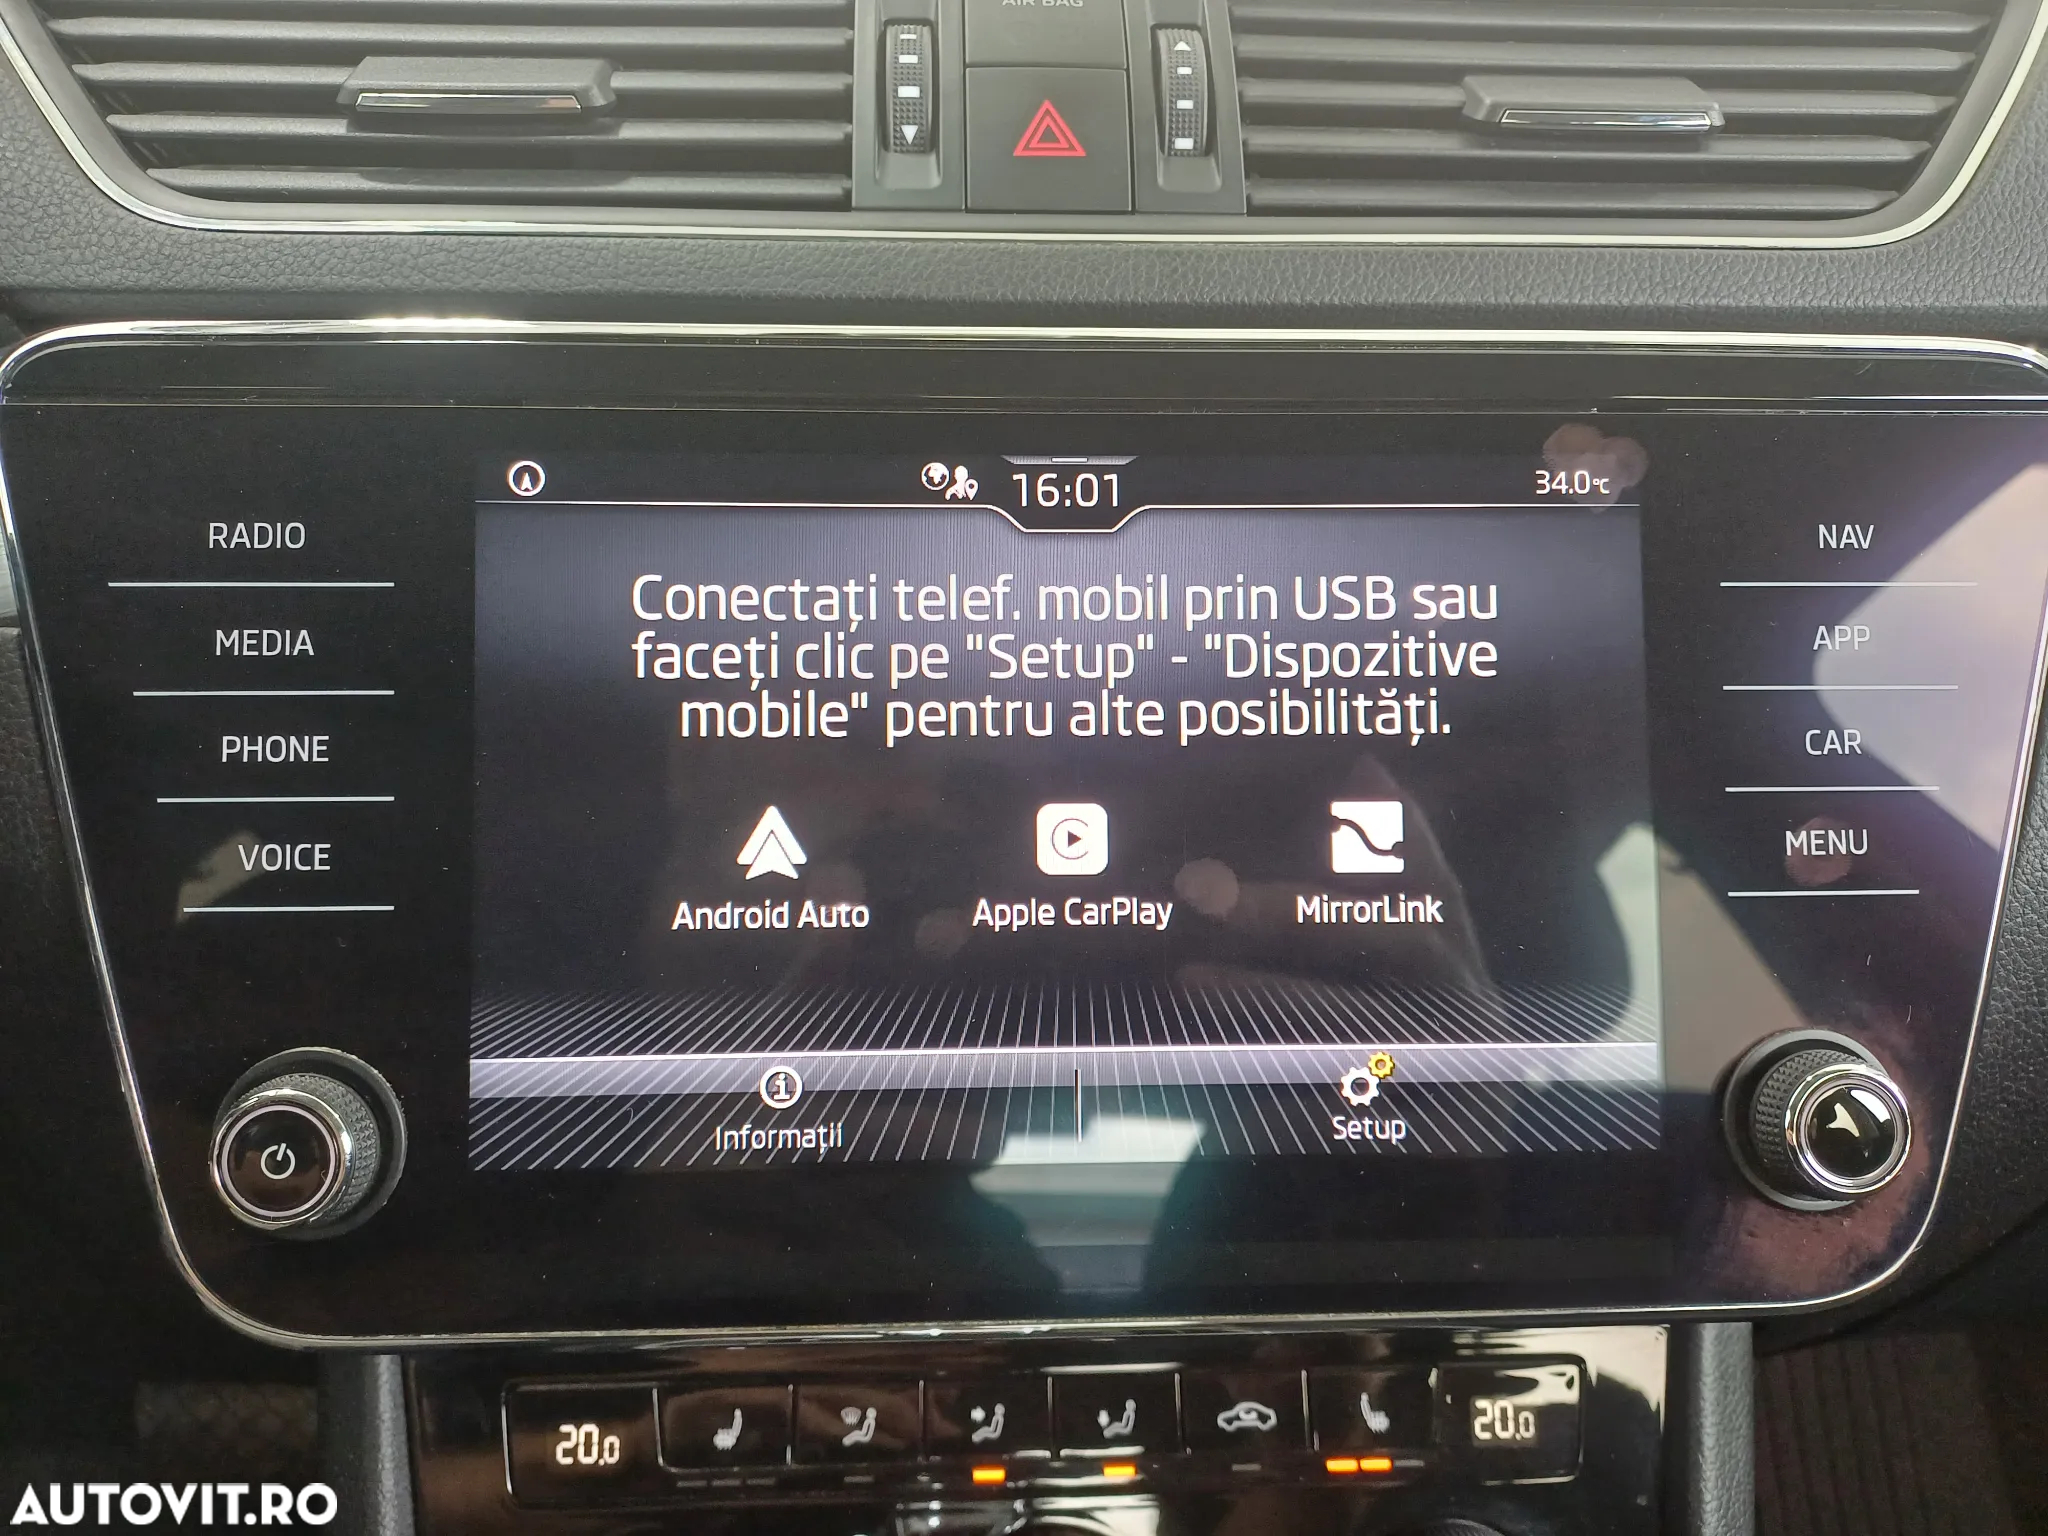 AIR BAG
16:01
34.0°C
RADIO
MEDIA
PHONE
VOICE
Conectați telef. mobil prin USB sau
faceți clic pe "Setup" - "Dispozitive
mobile" pentru alte posibilități.
Android Auto
Apple CarPlay
MirrorLink
Informații
Setup
NAV
APP
CAR
MENU
20.0
20.0
AUTOVIT.RO